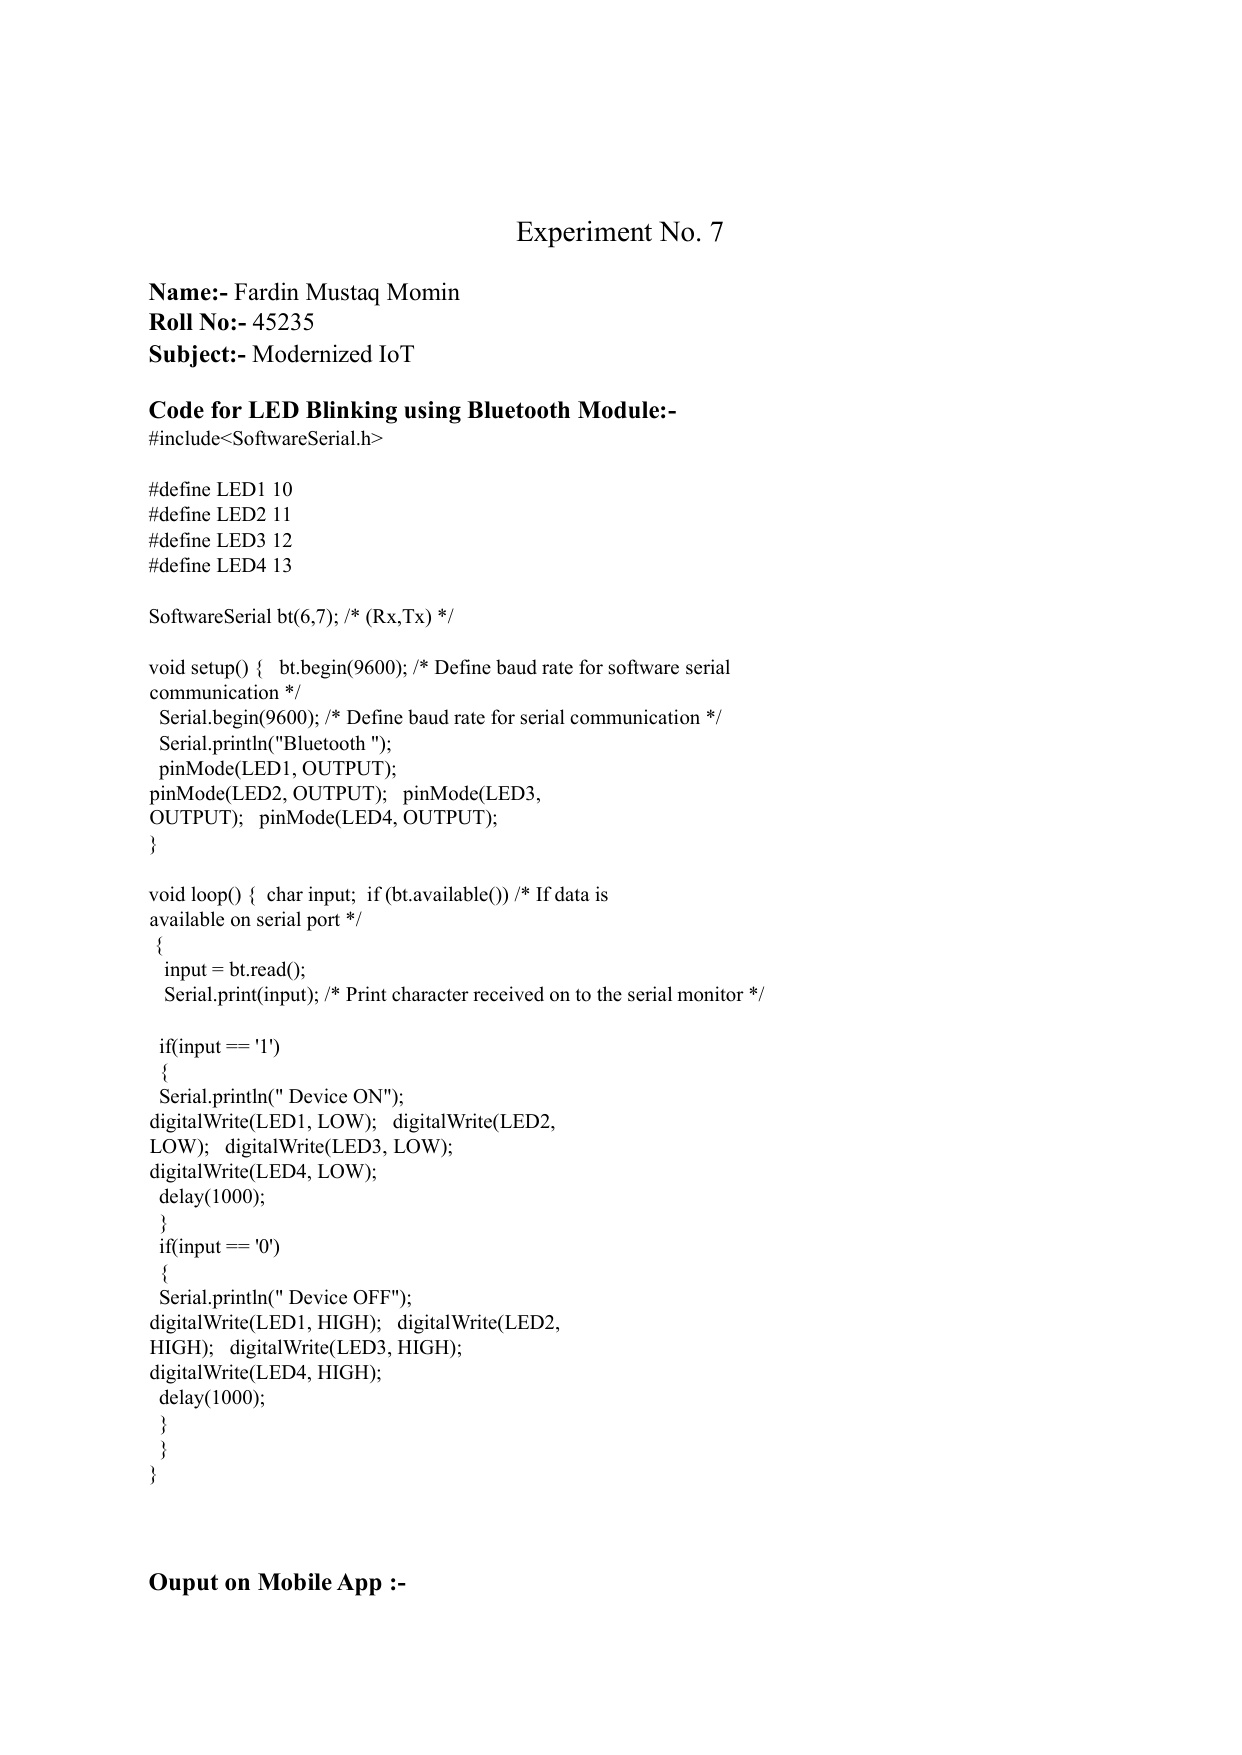 Experiment No. 7
Name:- Fardin Mustaq Momin
Roll No:- 45235
Subject:- Modernized IoT
Code for LED Blinking using Bluetooth Module:-
#include<SoftwareSerial.h>
#define LED1 10
#define LED2 11
#define LED3 12
#define LED4 13
SoftwareSerial bt(6,7); /* (Rx,Tx) */
void setup() {   bt.begin(9600); /* Define baud rate for software serial
communication */
  Serial.begin(9600); /* Define baud rate for serial communication */
  Serial.println("Bluetooth ");
  pinMode(LED1, OUTPUT);
pinMode(LED2, OUTPUT);   pinMode(LED3,
OUTPUT);   pinMode(LED4, OUTPUT);
}
void loop() {  char input;  if (bt.available()) /* If data is
available on serial port */
 {
   input = bt.read();
   Serial.print(input); /* Print character received on to the serial monitor */
  if(input == '1')
  {
  Serial.println(" Device ON");
digitalWrite(LED1, LOW);   digitalWrite(LED2,
LOW);   digitalWrite(LED3, LOW);
digitalWrite(LED4, LOW);
  delay(1000);
  }
  if(input == '0')
  {
  Serial.println(" Device OFF");
digitalWrite(LED1, HIGH);   digitalWrite(LED2,
HIGH);   digitalWrite(LED3, HIGH);
digitalWrite(LED4, HIGH);
  delay(1000);
  }
  }
}
Ouput on Mobile App :-